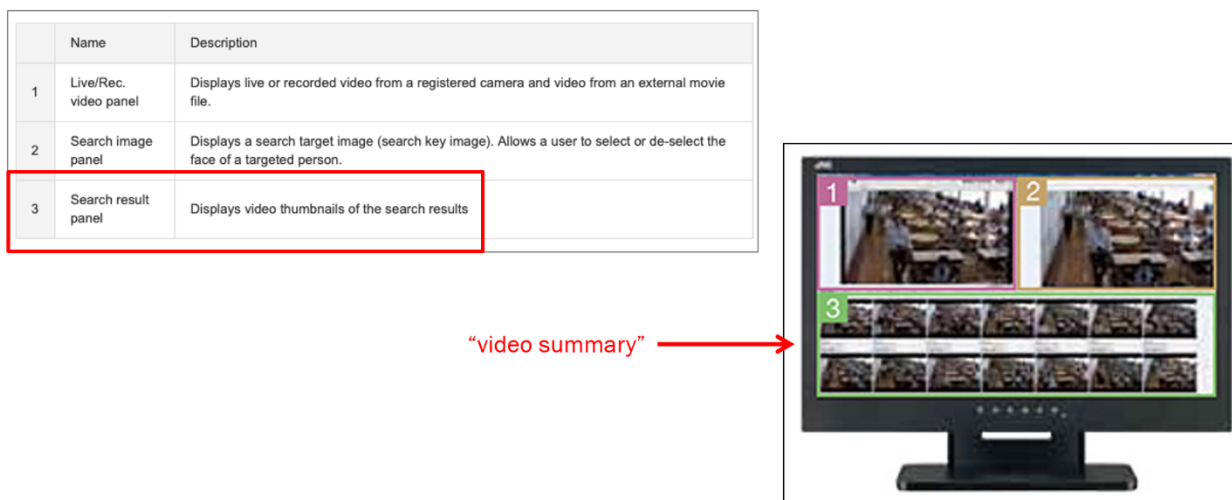 Name Description
1 Live/Rec. Displays live or recorded video from a registered camera and video from an external movie
video panel file.
2 Search image Displays a search target image (search key image). Allows a user to select or de-select the
panel face of a targeted person.
3 Search result Displays video thumbnails of the search results
panel
1 2
3
“video summary”